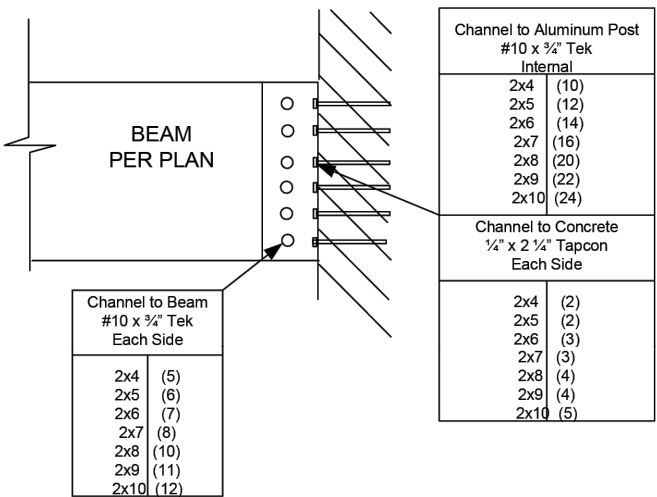 Channel to Aluminum Post
#10 x ¾” Tek
Internal
2x4 (10)
2x5 (12)
2x6 (14)
2x7 (16)
2x8 (20)
2x9 (22)
2x10 (24)
BEAM
PER PLAN
Channel to Concrete
¼” x 2 ¼” Tapcon
Each Side
2x4 (2)
2x5 (2)
2x6 (3)
2x7 (3)
2x8 (4)
2x9 (4)
2x10 (5)
Channel to Beam
#10 x ¾” Tek
Each Side
2x4 (5)
2x5 (6)
2x6 (7)
2x7 (8)
2x8 (10)
2x9 (11)
2x10 (12)